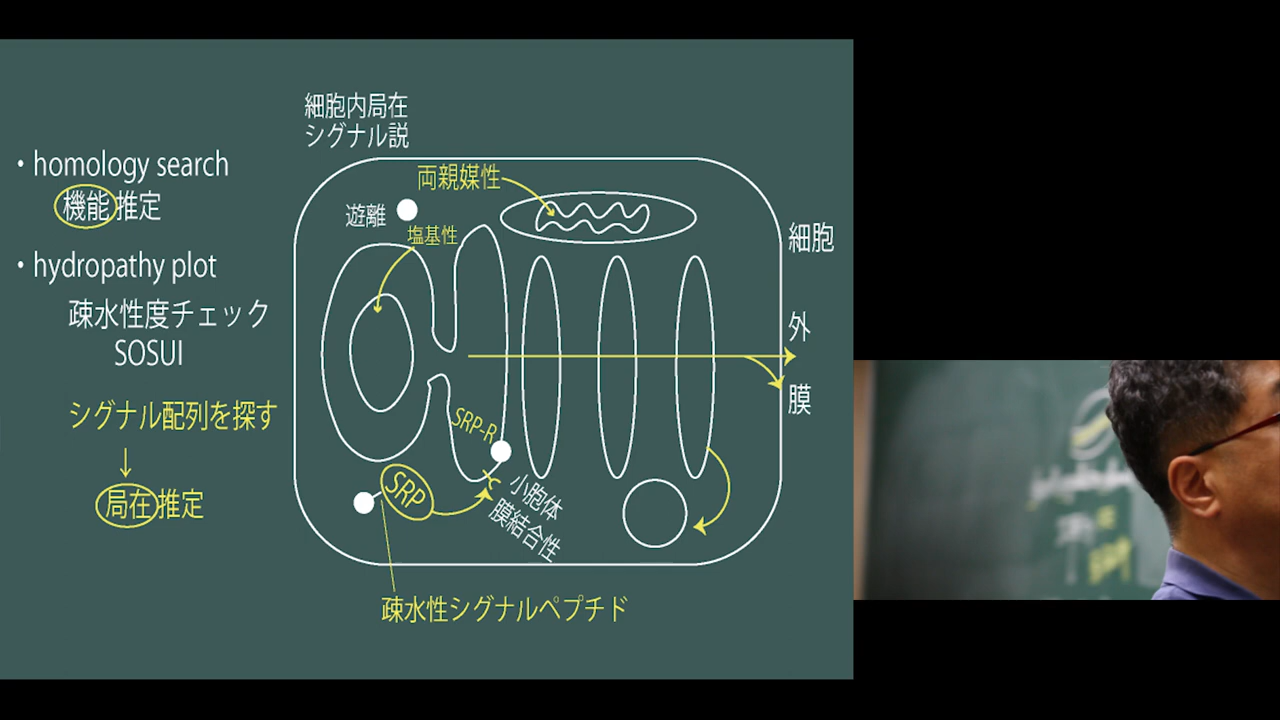 細胞内局在
シグナル説
・homology search
機能推定
・hydropathy plot
疎水性度チェック
SOSUI
シグナル配列を探す
↓
局在推定
両親媒性
遊離
塩基性
細胞
外
膜
SRP-R
SRP
小胞体
膜結合性
疎水性シグナルペプチド